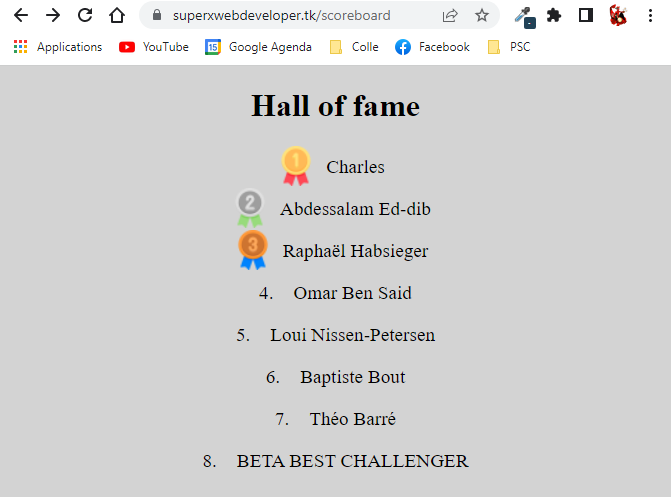 superxwebdeveloper.tk/scoreboard
Applications YouTube 15 Google Agenda Colle Facebook PSC
Hall of fame
1 Charles
2 Abdessalam Ed-dib
3 Raphaël Habsieger
4. Omar Ben Said
5. Loui Nissen-Petersen
6. Baptiste Bout
7. Théo Barré
8. BETA BEST CHALLENGER